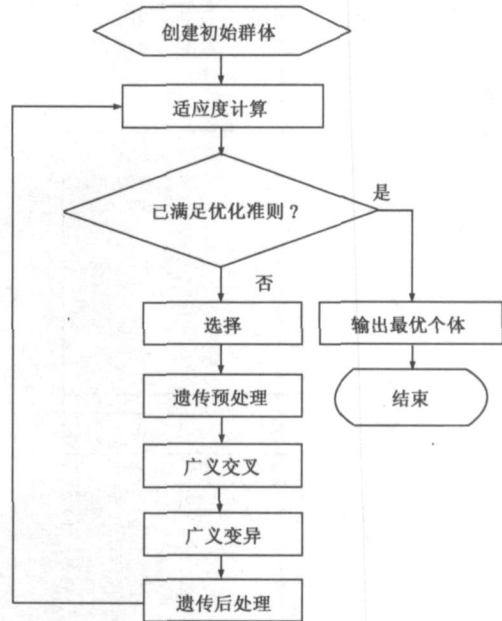 创建初始群体
适应度计算
已满足优化准则？
是
否
选择
输出最优个体
遗传预处理
结束
广义交叉
广义变异
遗传后处理